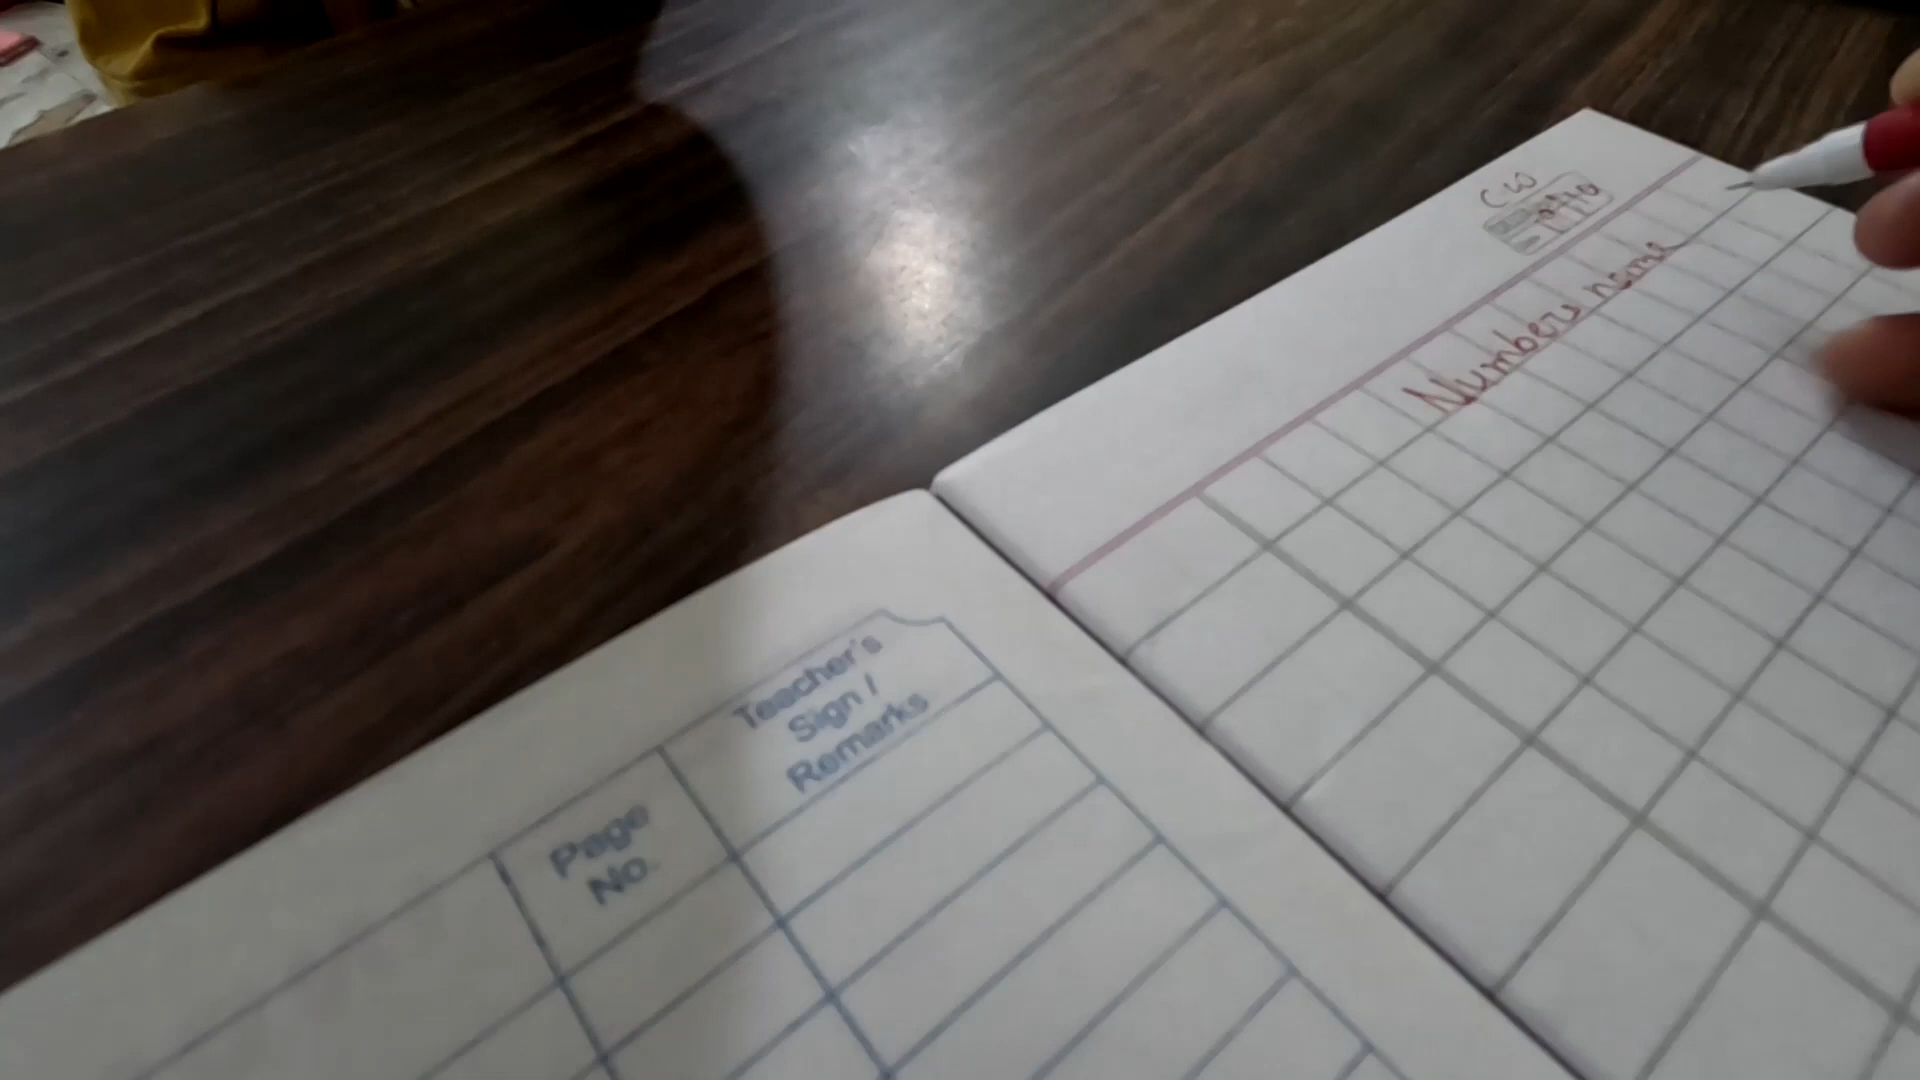 Teacher's
Sign /
Remarks
Page
No.
CW
Numbers name